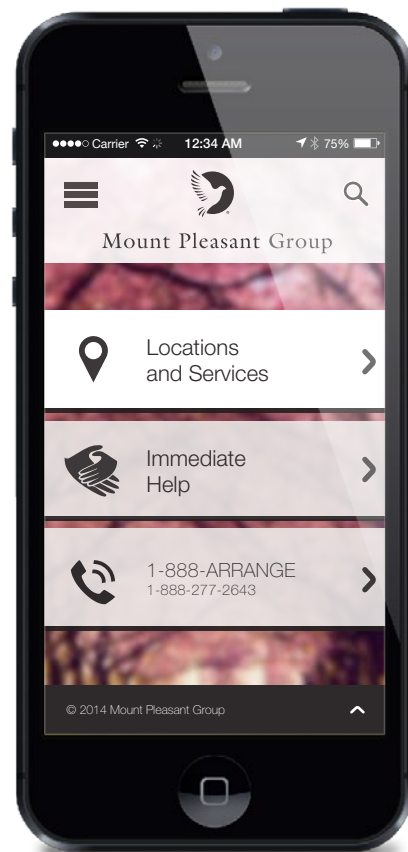 Carrier 12:34 AM 75%
Mount Pleasant Group
Locations
and Services
Immediate
Help
1-888-ARRANGE
1-888-277-2643
© 2014 Mount Pleasant Group